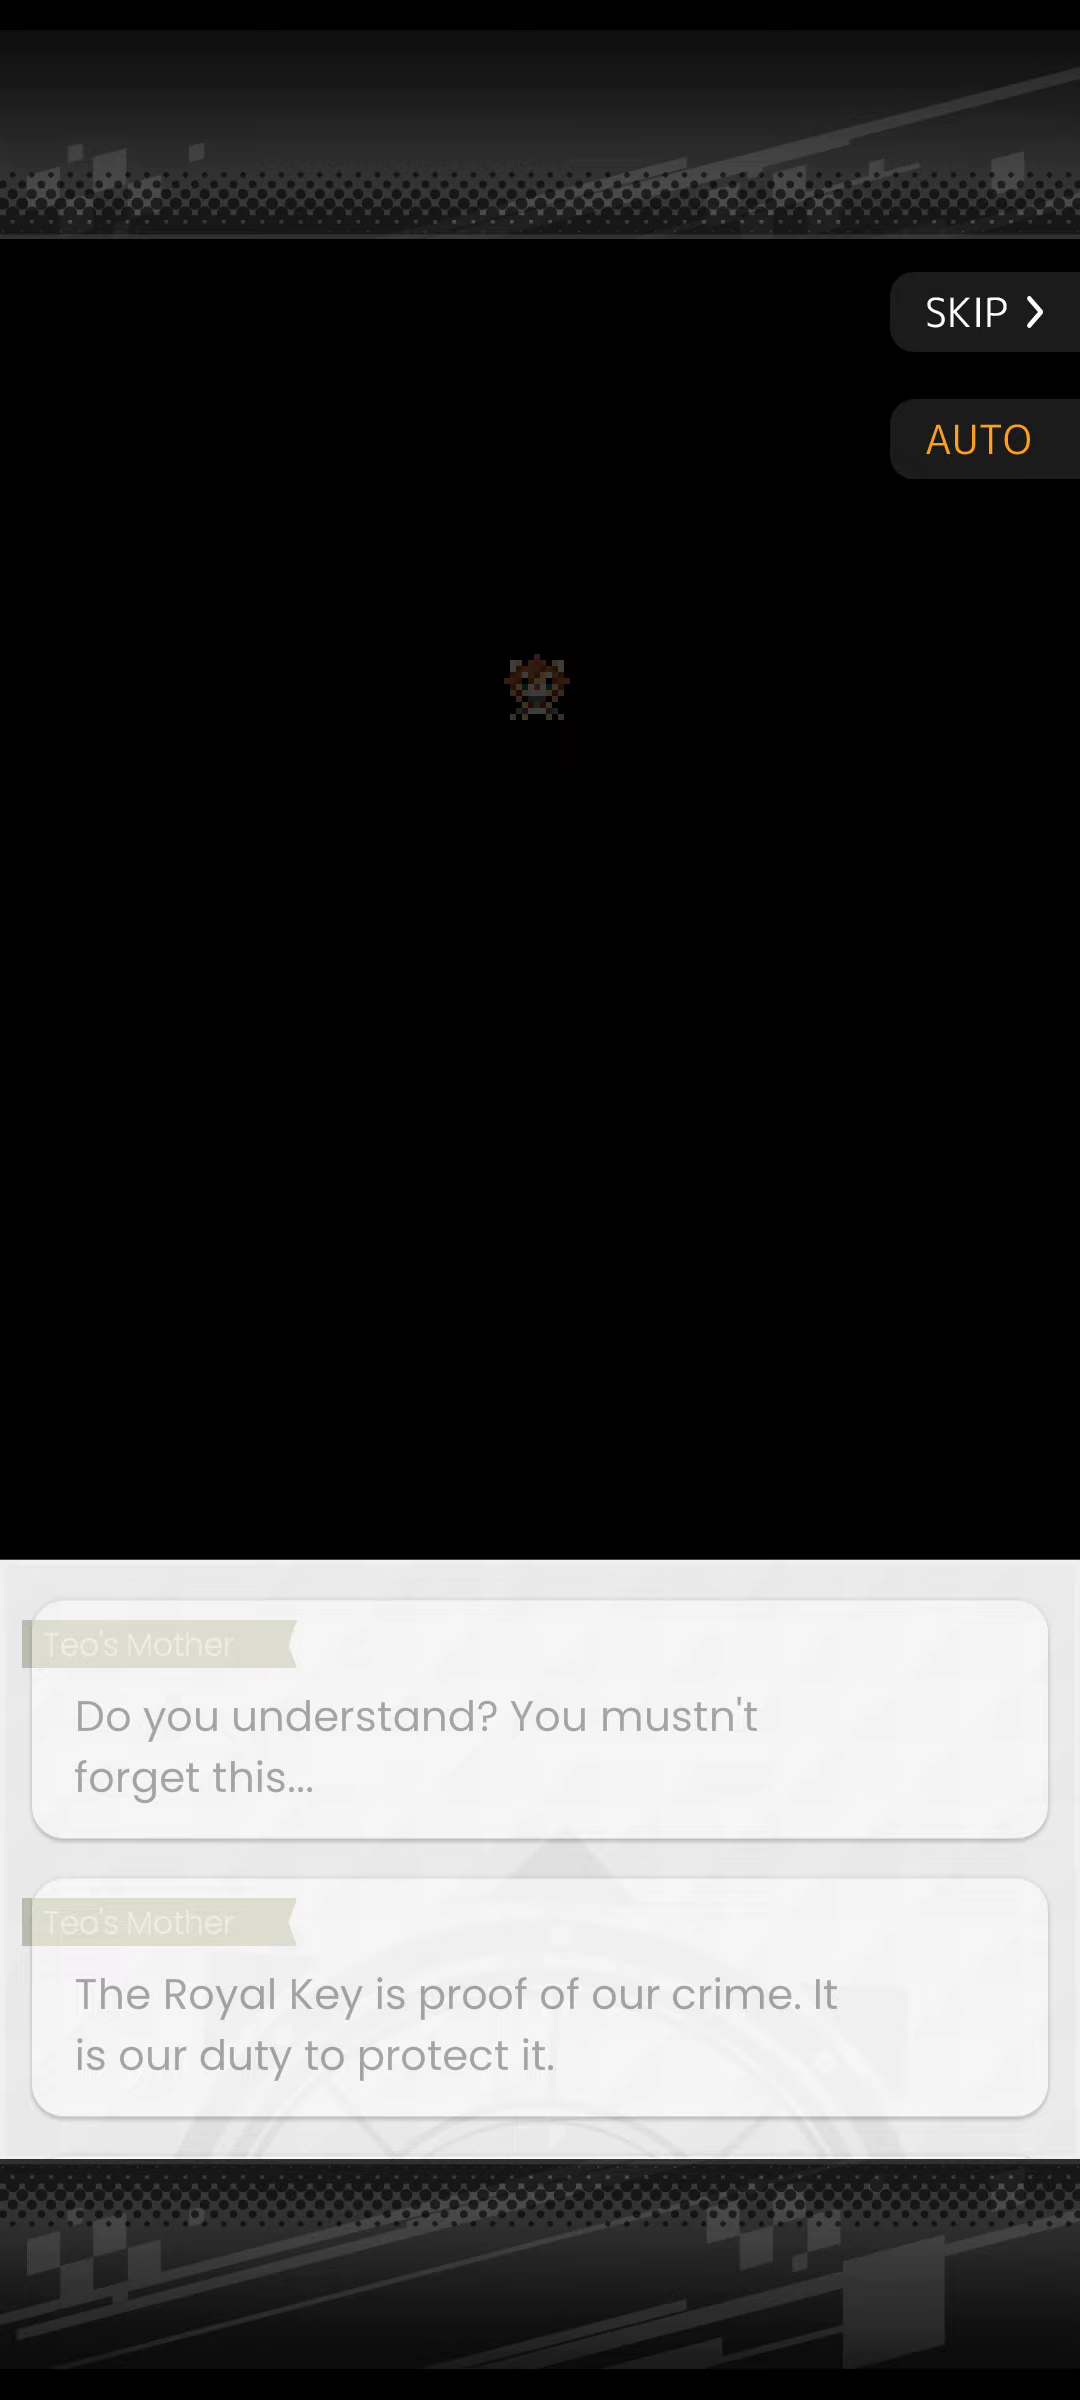 SKIP
AUTO
Teo's Mother
Do you understand? You mustn't
forget this...
Teo's Mother
The Royal Key is proof of our crime. It
is our duty to protect it.